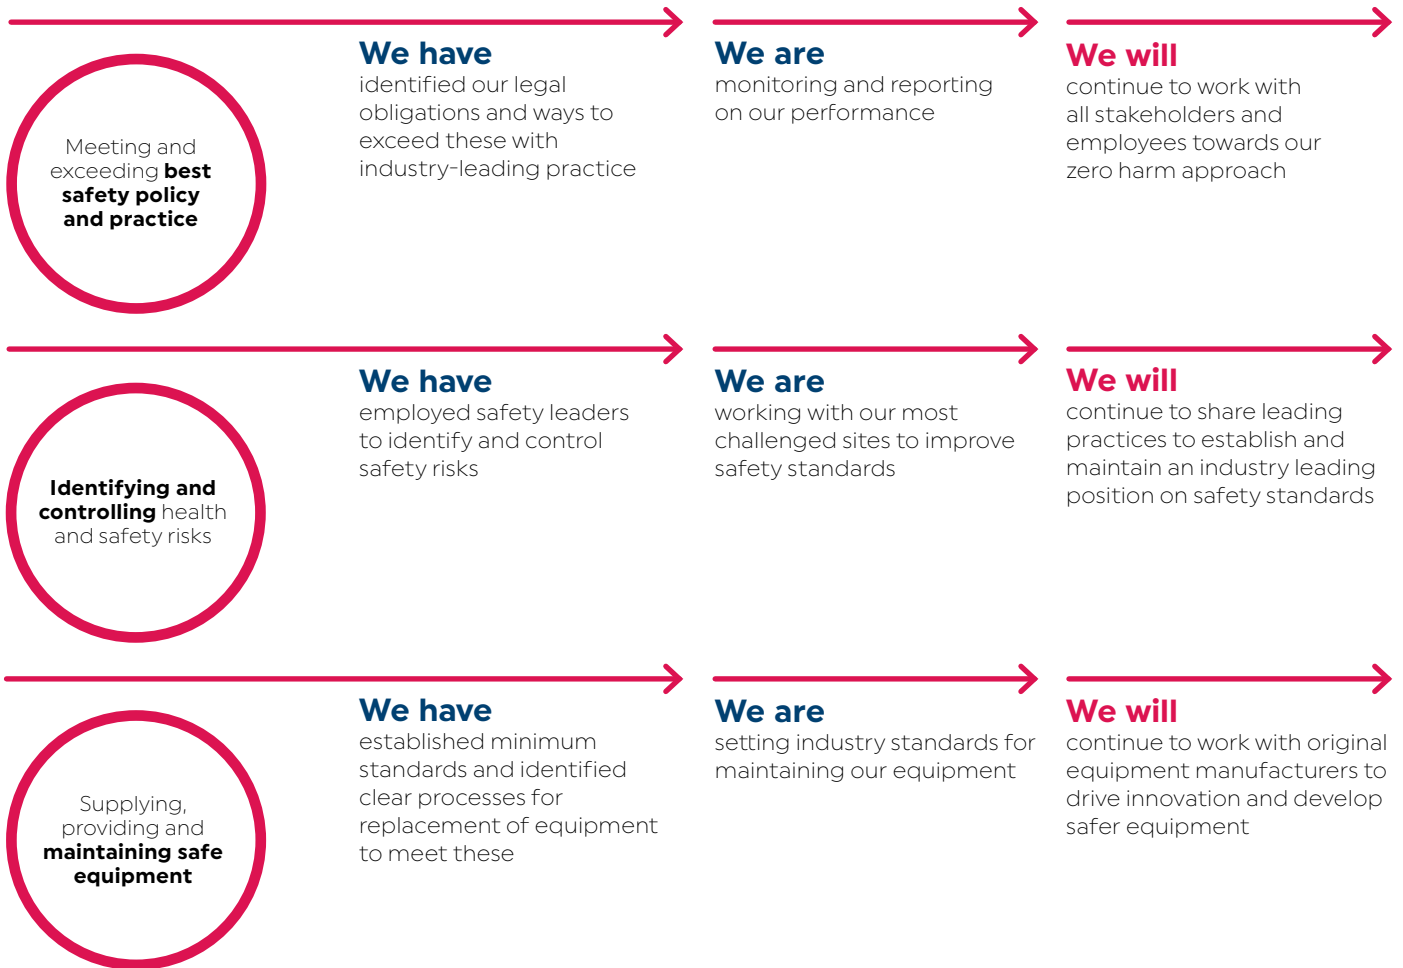 Meeting and
exceeding best
safety policy
and practice
We have
identified our legal
obligations and ways to
exceed these with
industry-leading practice
We are
monitoring and reporting
on our performance
We will
continue to work with
all stakeholders and
employees towards our
zero harm approach
Identifying and
controlling health
and safety risks
We have
employed safety leaders
to identify and control
safety risks
We are
working with our most
challenged sites to improve
safety standards
We will
continue to share leading
practices to establish and
maintain an industry leading
position on safety standards
Supplying,
providing and
maintaining safe
equipment
We have
established minimum
standards and identified
clear processes for
replacement of equipment
to meet these
We are
setting industry standards for
maintaining our equipment
We will
continue to work with original
equipment manufacturers to
drive innovation and develop
safer equipment